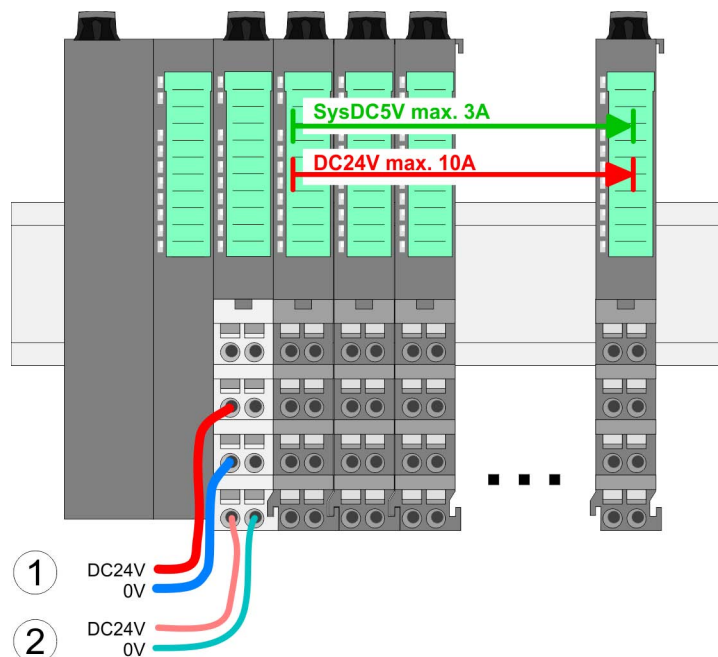 SysDC5V max. 3A
DC24V max. 10A
1 DC24V
0V
2 DC24V
0V